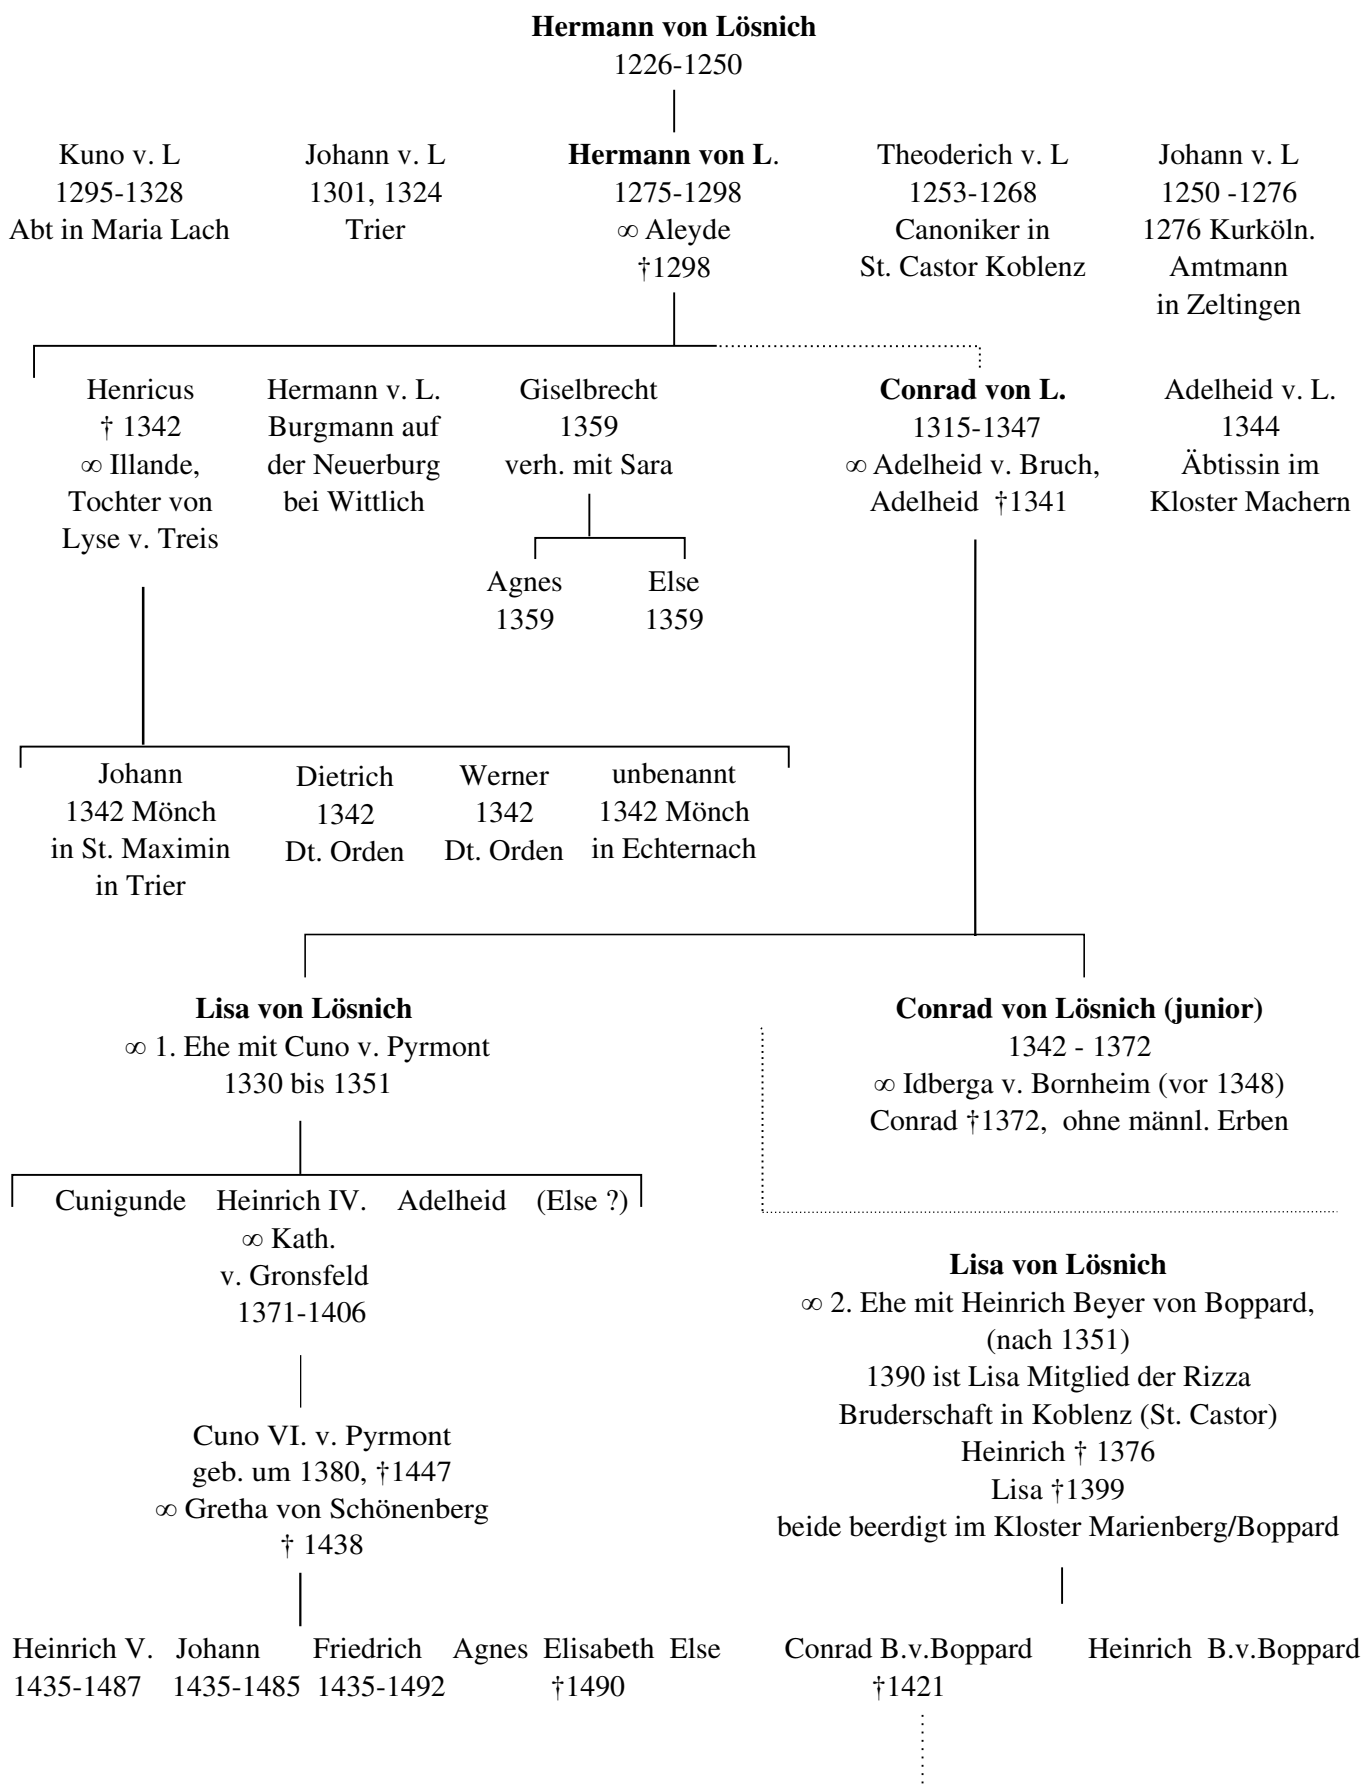 Hermann von Lösnich
1226-1250
Kuno v. L
1295-1328
Abt in Maria Lach
Johann v. L
1301, 1324
Trier
Hermann von L.
1275-1298
∞ Aleyde
†1298
Theoderich v. L
1253-1268
Canoniker in
St. Castor Koblenz
Johann v. L
1250 -1276
1276 Kurköln.
Amtmann
in Zeltingen
Henricus
† 1342
∞ Illande,
Tochter von
Lyse v. Treis
Hermann v. L.
Burgmann auf
der Neuerburg
bei Wittlich
Giselbrecht
1359
verh. mit Sara
Conrad von L.
1315-1347
∞ Adelheid v. Bruch,
Adelheid †1341
Adelheid v. L.
1344
Äbtissin im
Kloster Machern
Agnes
1359
Else
1359
Johann
1342 Mönch
in St. Maximin
in Trier
Dietrich
1342
Dt. Orden
Werner
1342
Dt. Orden
unbenannt
1342 Mönch
in Echternach
Lisa von Lösnich
∞ 1. Ehe mit Cuno v. Pyrmont
1330 bis 1351
Conrad von Lösnich (junior)
1342 - 1372
∞ Idberga v. Bornheim (vor 1348)
Conrad †1372, ohne männl. Erben
Cunigunde
Heinrich IV.
∞ Kath.
v. Gronsfeld
1371-1406
Adelheid
(Else ?)
Lisa von Lösnich
∞ 2. Ehe mit Heinrich Beyer von Boppard,
(nach 1351)
1390 ist Lisa Mitglied der Rizza
Bruderschaft in Koblenz (St. Castor)
Heinrich † 1376
Lisa †1399
beide beerdigt im Kloster Marienberg/Boppard
Cuno VI. v. Pyrmont
geb. um 1380, †1447
∞ Gretha von Schönenberg
† 1438
Heinrich V.
1435-1487
Johann
1435-1485
Friedrich
1435-1492
Agnes
Elisabeth
†1490
Else
Conrad B.v.Boppard
†1421
Heinrich B.v.Boppard